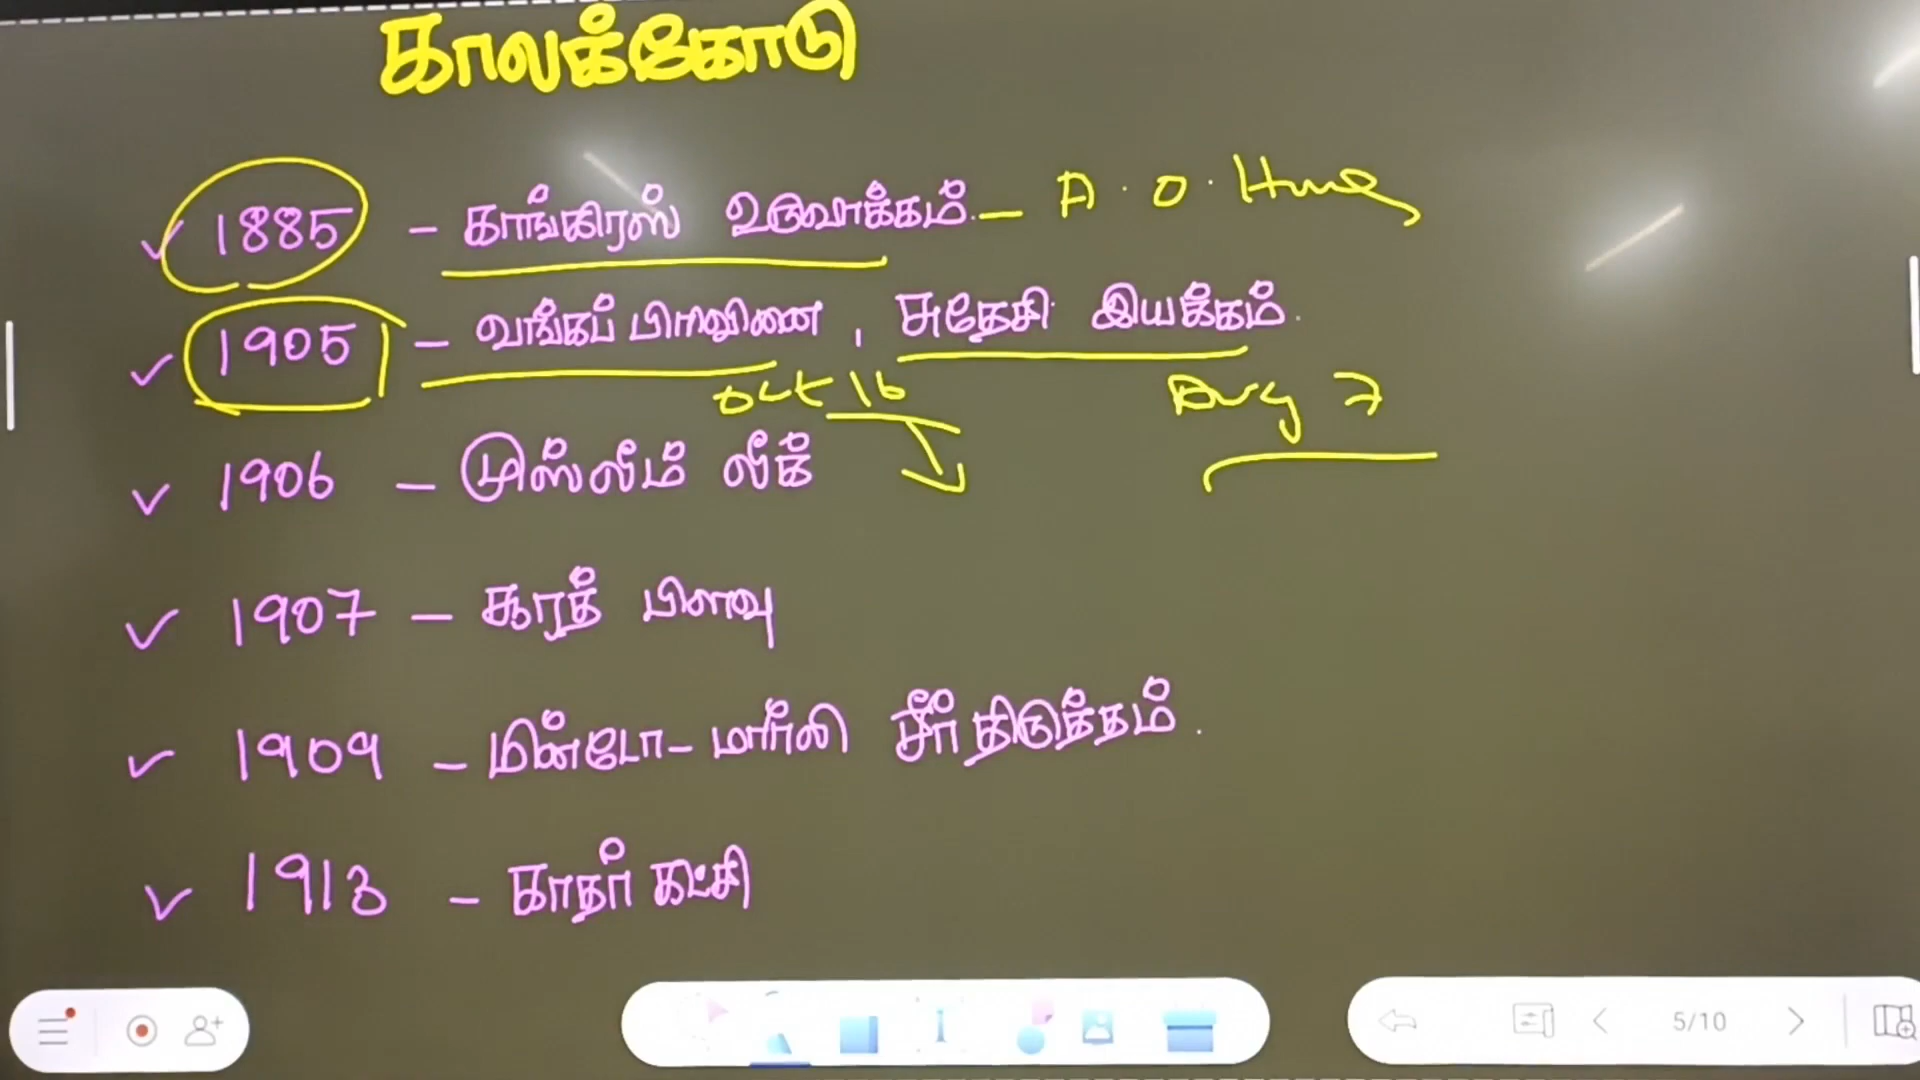 காலக்கோடு
✓ 1885 - காங்கிரஸ் உருவாக்கம். - A. O. Hume
✓ 1905 - வங்கப் பிரிவினை, சுதேசி இயக்கம்.
Oct 16 Aug 7
✓ 1906 - முஸ்லீம் லீக்
✓ 1907 - சூரத் பிளவு
✓ 1909 - மின்டோ - மார்லி சீர்திருத்தம்.
✓ 1913 - காதர் கட்சி
5/10